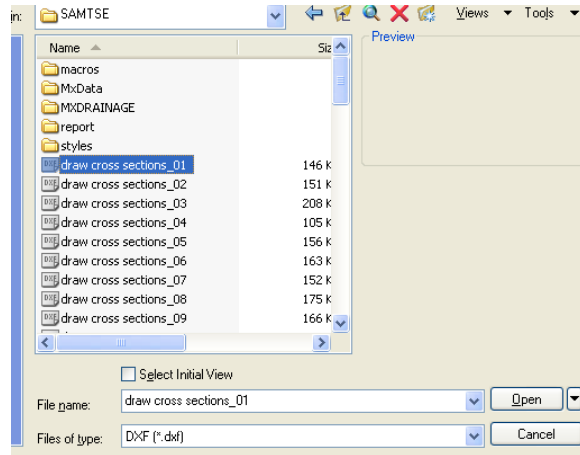 in:
SAMTSE
Views
Tools
Name
Siz
Preview
macros
MxData
MXDRAINAGE
report
styles
draw cross sections_01 146 K
draw cross sections_02 151 K
draw cross sections_03 208 K
draw cross sections_04 105 K
draw cross sections_05 156 K
draw cross sections_06 163 K
draw cross sections_07 152 K
draw cross sections_08 175 K
draw cross sections_09 166 K
Select Initial View
File name: draw cross sections_01 Open
Files of type: DXF (*.dxf) Cancel